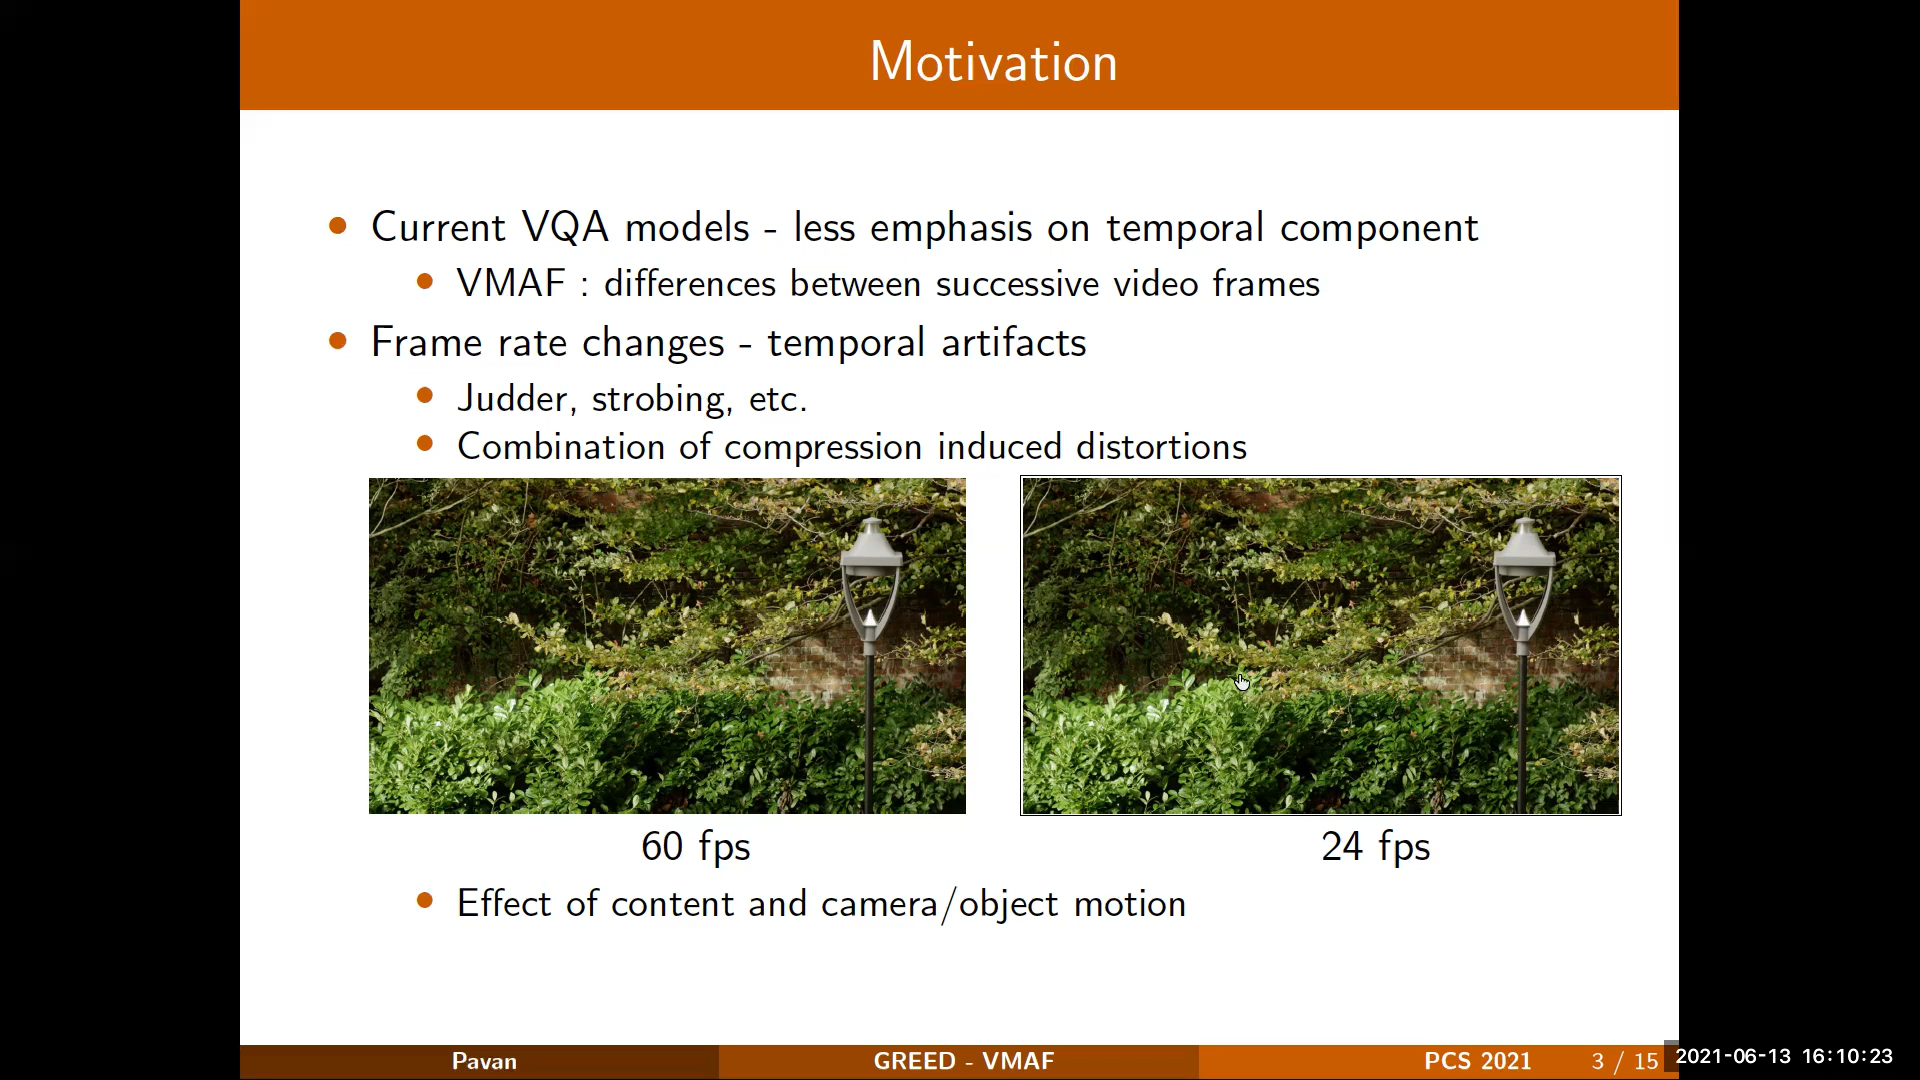 Motivation
Current VQA models - less emphasis on temporal component
VMAF : differences between successive video frames
Frame rate changes - temporal artifacts
Judder, strobing, etc.
Combination of compression induced distortions
60 fps
24 fps
Effect of content and camera/object motion
Pavan
GREED - VMAF
PCS 2021
3 / 15
2021-06-13 16:10:23